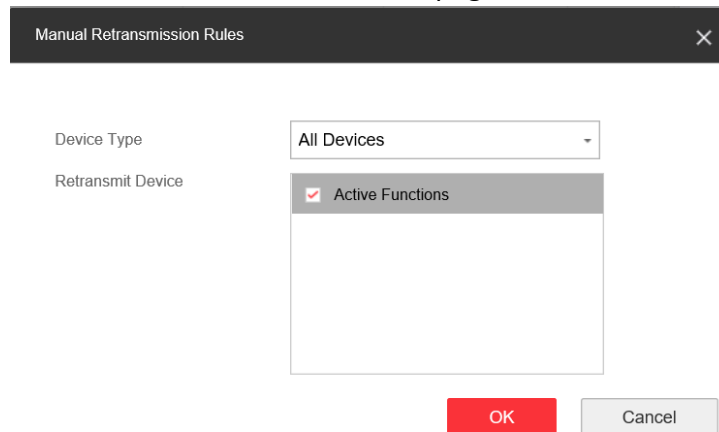 Manual Retransmission Rules
Device Type
All Devices
Retransmit Device
Active Functions
OK
Cancel